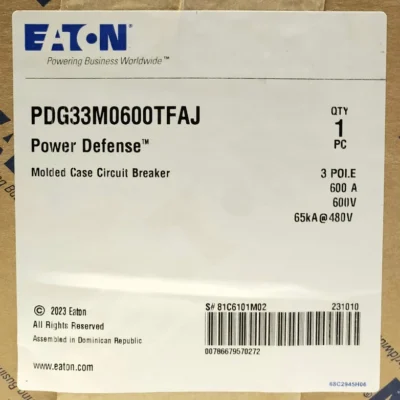 EATON
Powering Business Worldwide™
PDG33M0600TFAJ
QTY
1
PC
Power Defense™
Molded Case Circuit Breaker
3 POLE
600 A
600V
65kA@480V
© 2023 Eaton
All Rights Reserved
Assembled in Dominican Republic
www.eaton.com
S# 81C6101M02 231010
00786679570272